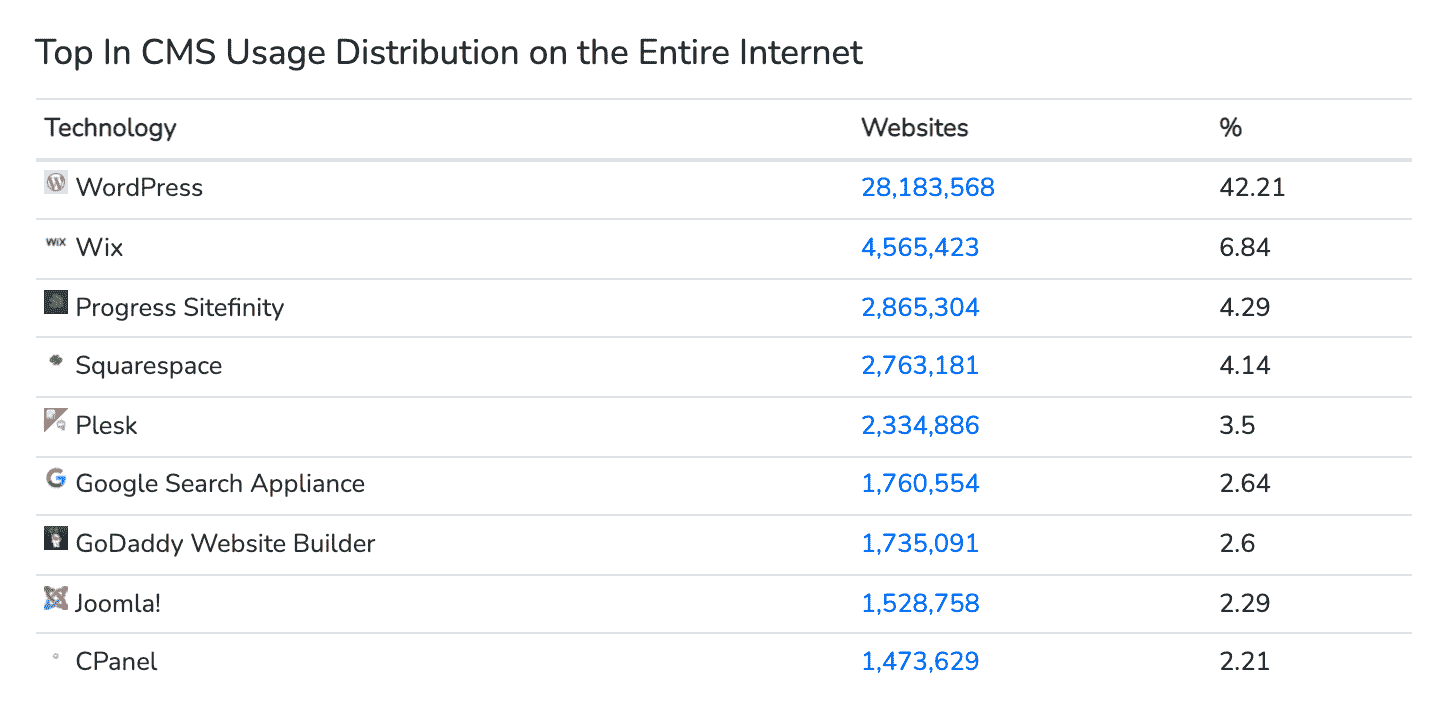 Top In CMS Usage Distribution on the Entire Internet
Technology Websites %
WordPress 28,183,568 42.21
WiX Wix 4,565,423 6.84
Progress Sitefinity 2,865,304 4.29
Squarespace 2,763,181 4.14
Plesk 2,334,886 3.5
Google Search Appliance 1,760,554 2.64
GoDaddy Website Builder 1,735,091 2.6
Joomla! 1,528,758 2.29
CPanel 1,473,629 2.21